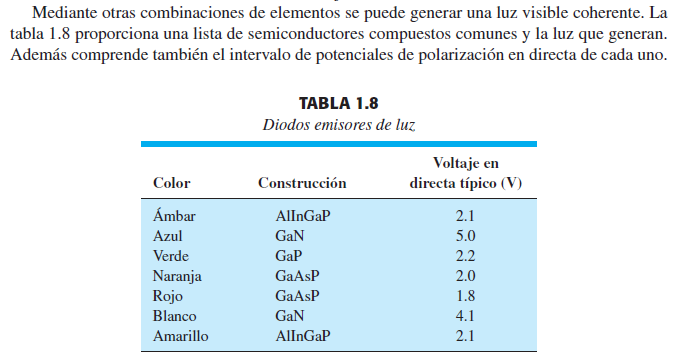 Mediante otras combinaciones de elementos se puede generar una luz visible coherente. La
tabla 1.8 proporciona una lista de semiconductores compuestos comunes y la luz que generan.
Además comprende también el intervalo de potenciales de polarización en directa de cada uno.
TABLA 1.8
Diodos emisores de luz
Color Construcción Voltaje en directa típico (V)
Ámbar AlInGaP 2.1
Azul GaN 5.0
Verde GaP 2.2
Naranja GaAsP 2.0
Rojo GaAsP 1.8
Blanco GaN 4.1
Amarillo AlInGaP 2.1